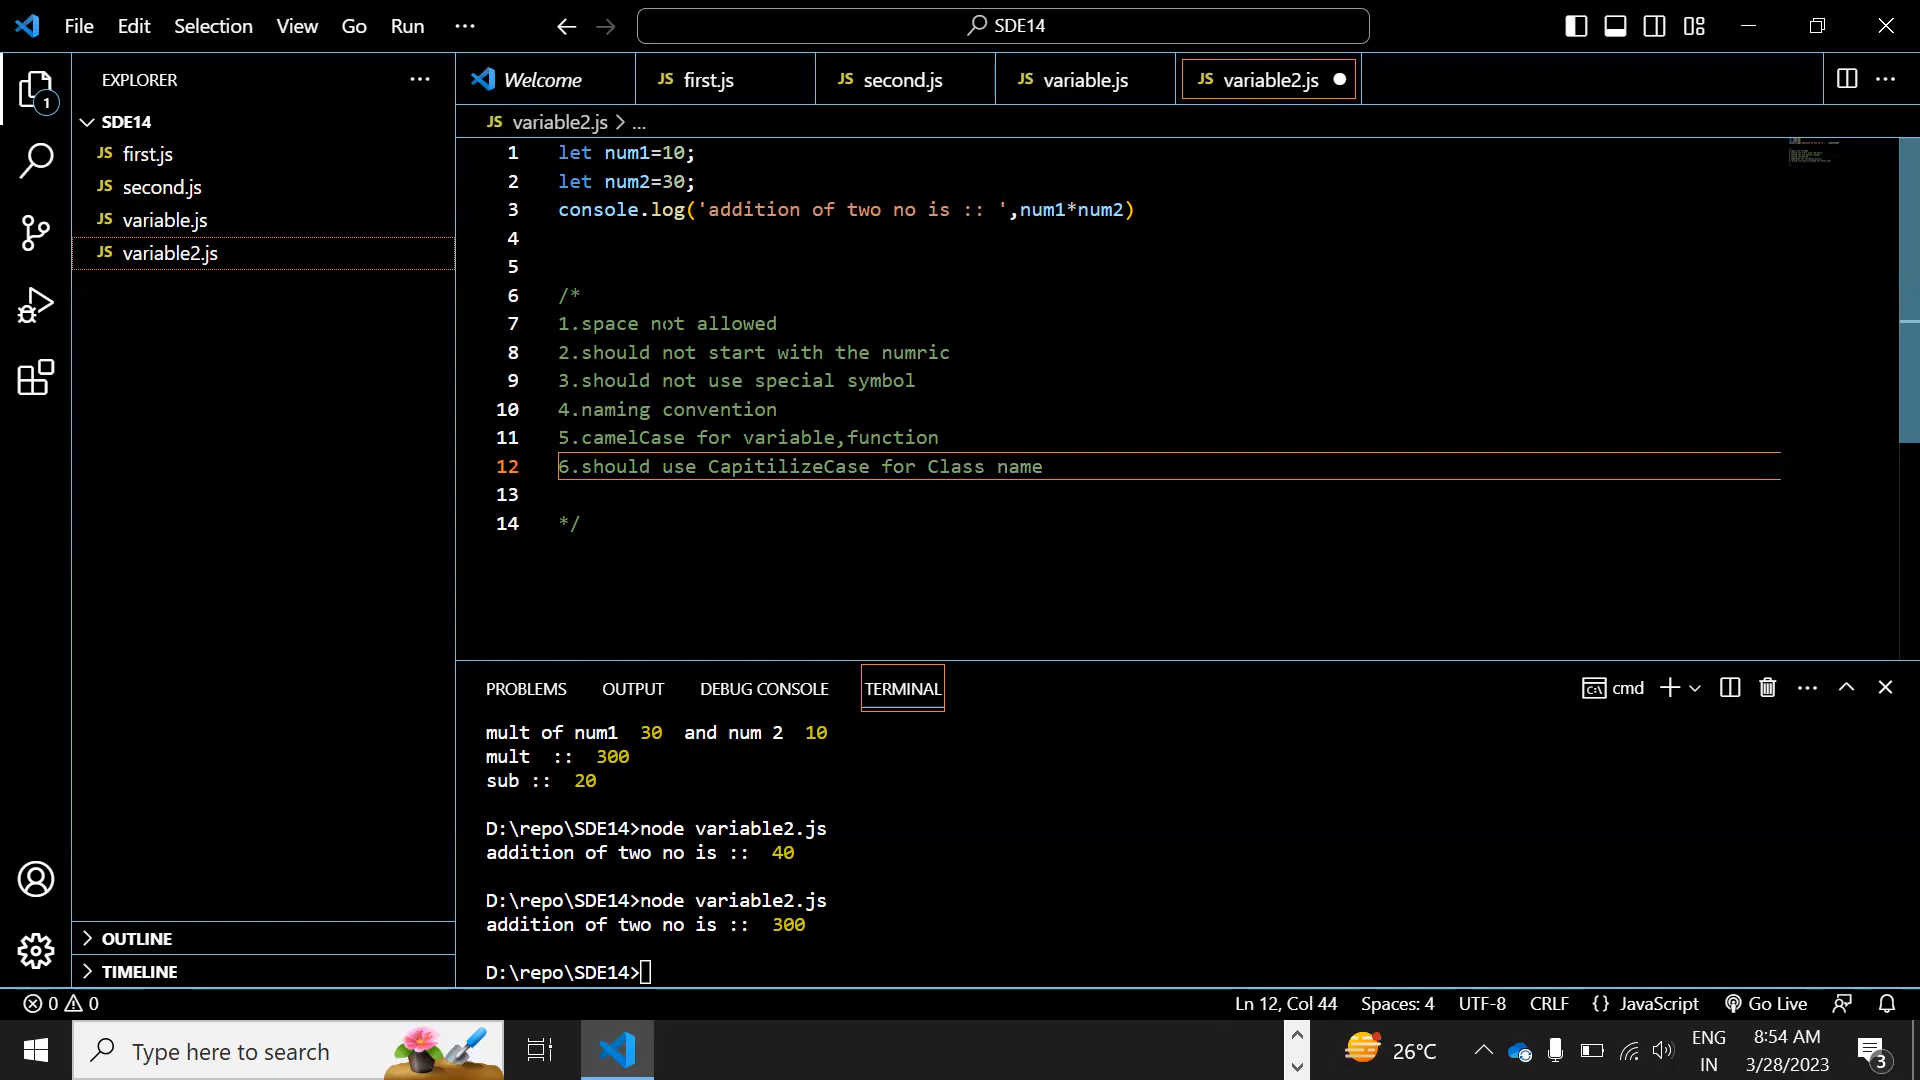 File Edit Selection View Go Run ···
SDE14
EXPLORER ···
SDE14
JS first.js
JS second.js
JS variable.js
JS variable2.js
OUTLINE
TIMELINE
Welcome
JS first.js
JS second.js
JS variable.js
JS variable2.js
JS variable2.js > ...
1 let num1=10;
2 let num2=30;
3 console.log('addition of two no is :: ',num1*num2)
4
5
6 /*
7 1.space not allowed
8 2.should not start with the numric
9 3.should not use special symbol
10 4.naming convention
11 5.camelCase for variable,function
12 6.should use CapitilizeCase for Class name
13
14 */
PROBLEMS OUTPUT DEBUG CONSOLE TERMINAL
cmd
mult of num1  30  and num 2  10
mult  ::  300
sub ::  20
D:\repo\SDE14>node variable2.js
addition of two no is ::  40
D:\repo\SDE14>node variable2.js
addition of two no is ::  300
D:\repo\SDE14>
1
0 0
Ln 12, Col 44 Spaces: 4 UTF-8 CRLF {} JavaScript Go Live
Type here to search
26°C
ENG
IN
8:54 AM
3/28/2023
3